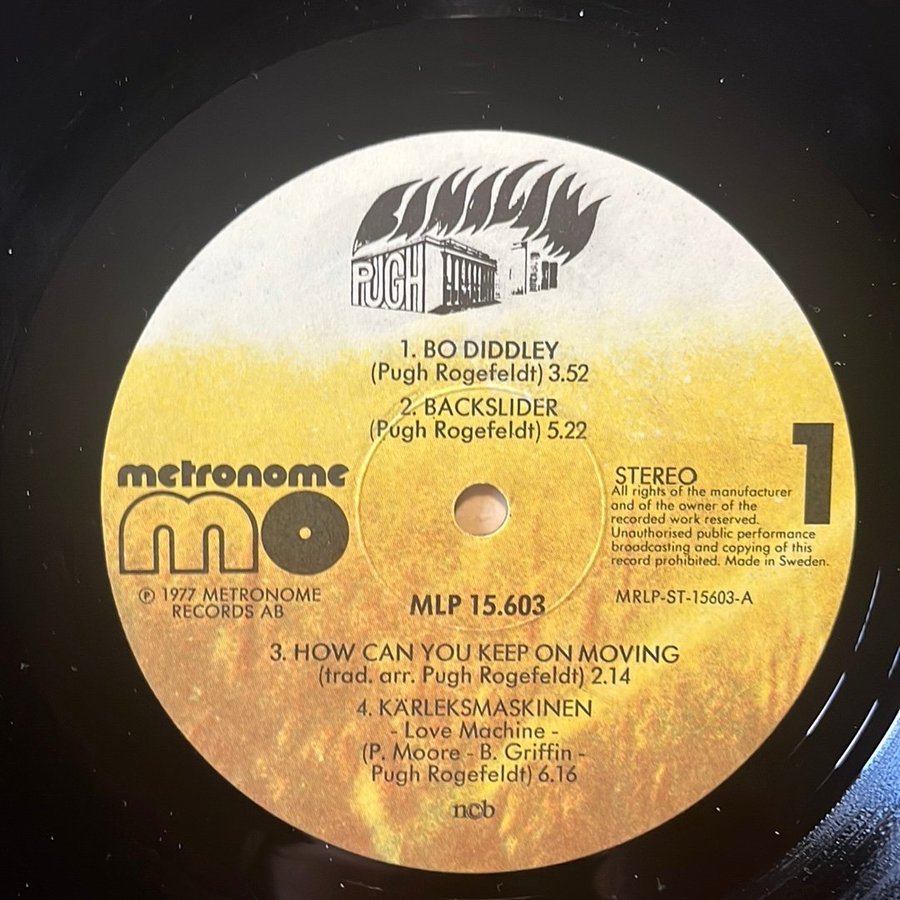 BAMALAM
PUGH
1. BO DIDDLEY
(Pugh Rogefeldt) 3.52
2. BACKSLIDER
(Pugh Rogefeldt) 5.22
metronome
mo
℗ 1977 METRONOME
RECORDS AB
STEREO
All rights of the manufacturer
and of the owner of the
recorded work reserved.
Unauthorised public performance
broadcasting and copying of this
record prohibited. Made in Sweden.
1
MLP 15.603
MRLP-ST-15603-A
3. HOW CAN YOU KEEP ON MOVING
(trad. arr. Pugh Rogefeldt) 2.14
4. KÄRLEKSMASKINEN
- Love Machine -
(P. Moore - B. Griffin -
Pugh Rogefeldt) 6.16
ncb